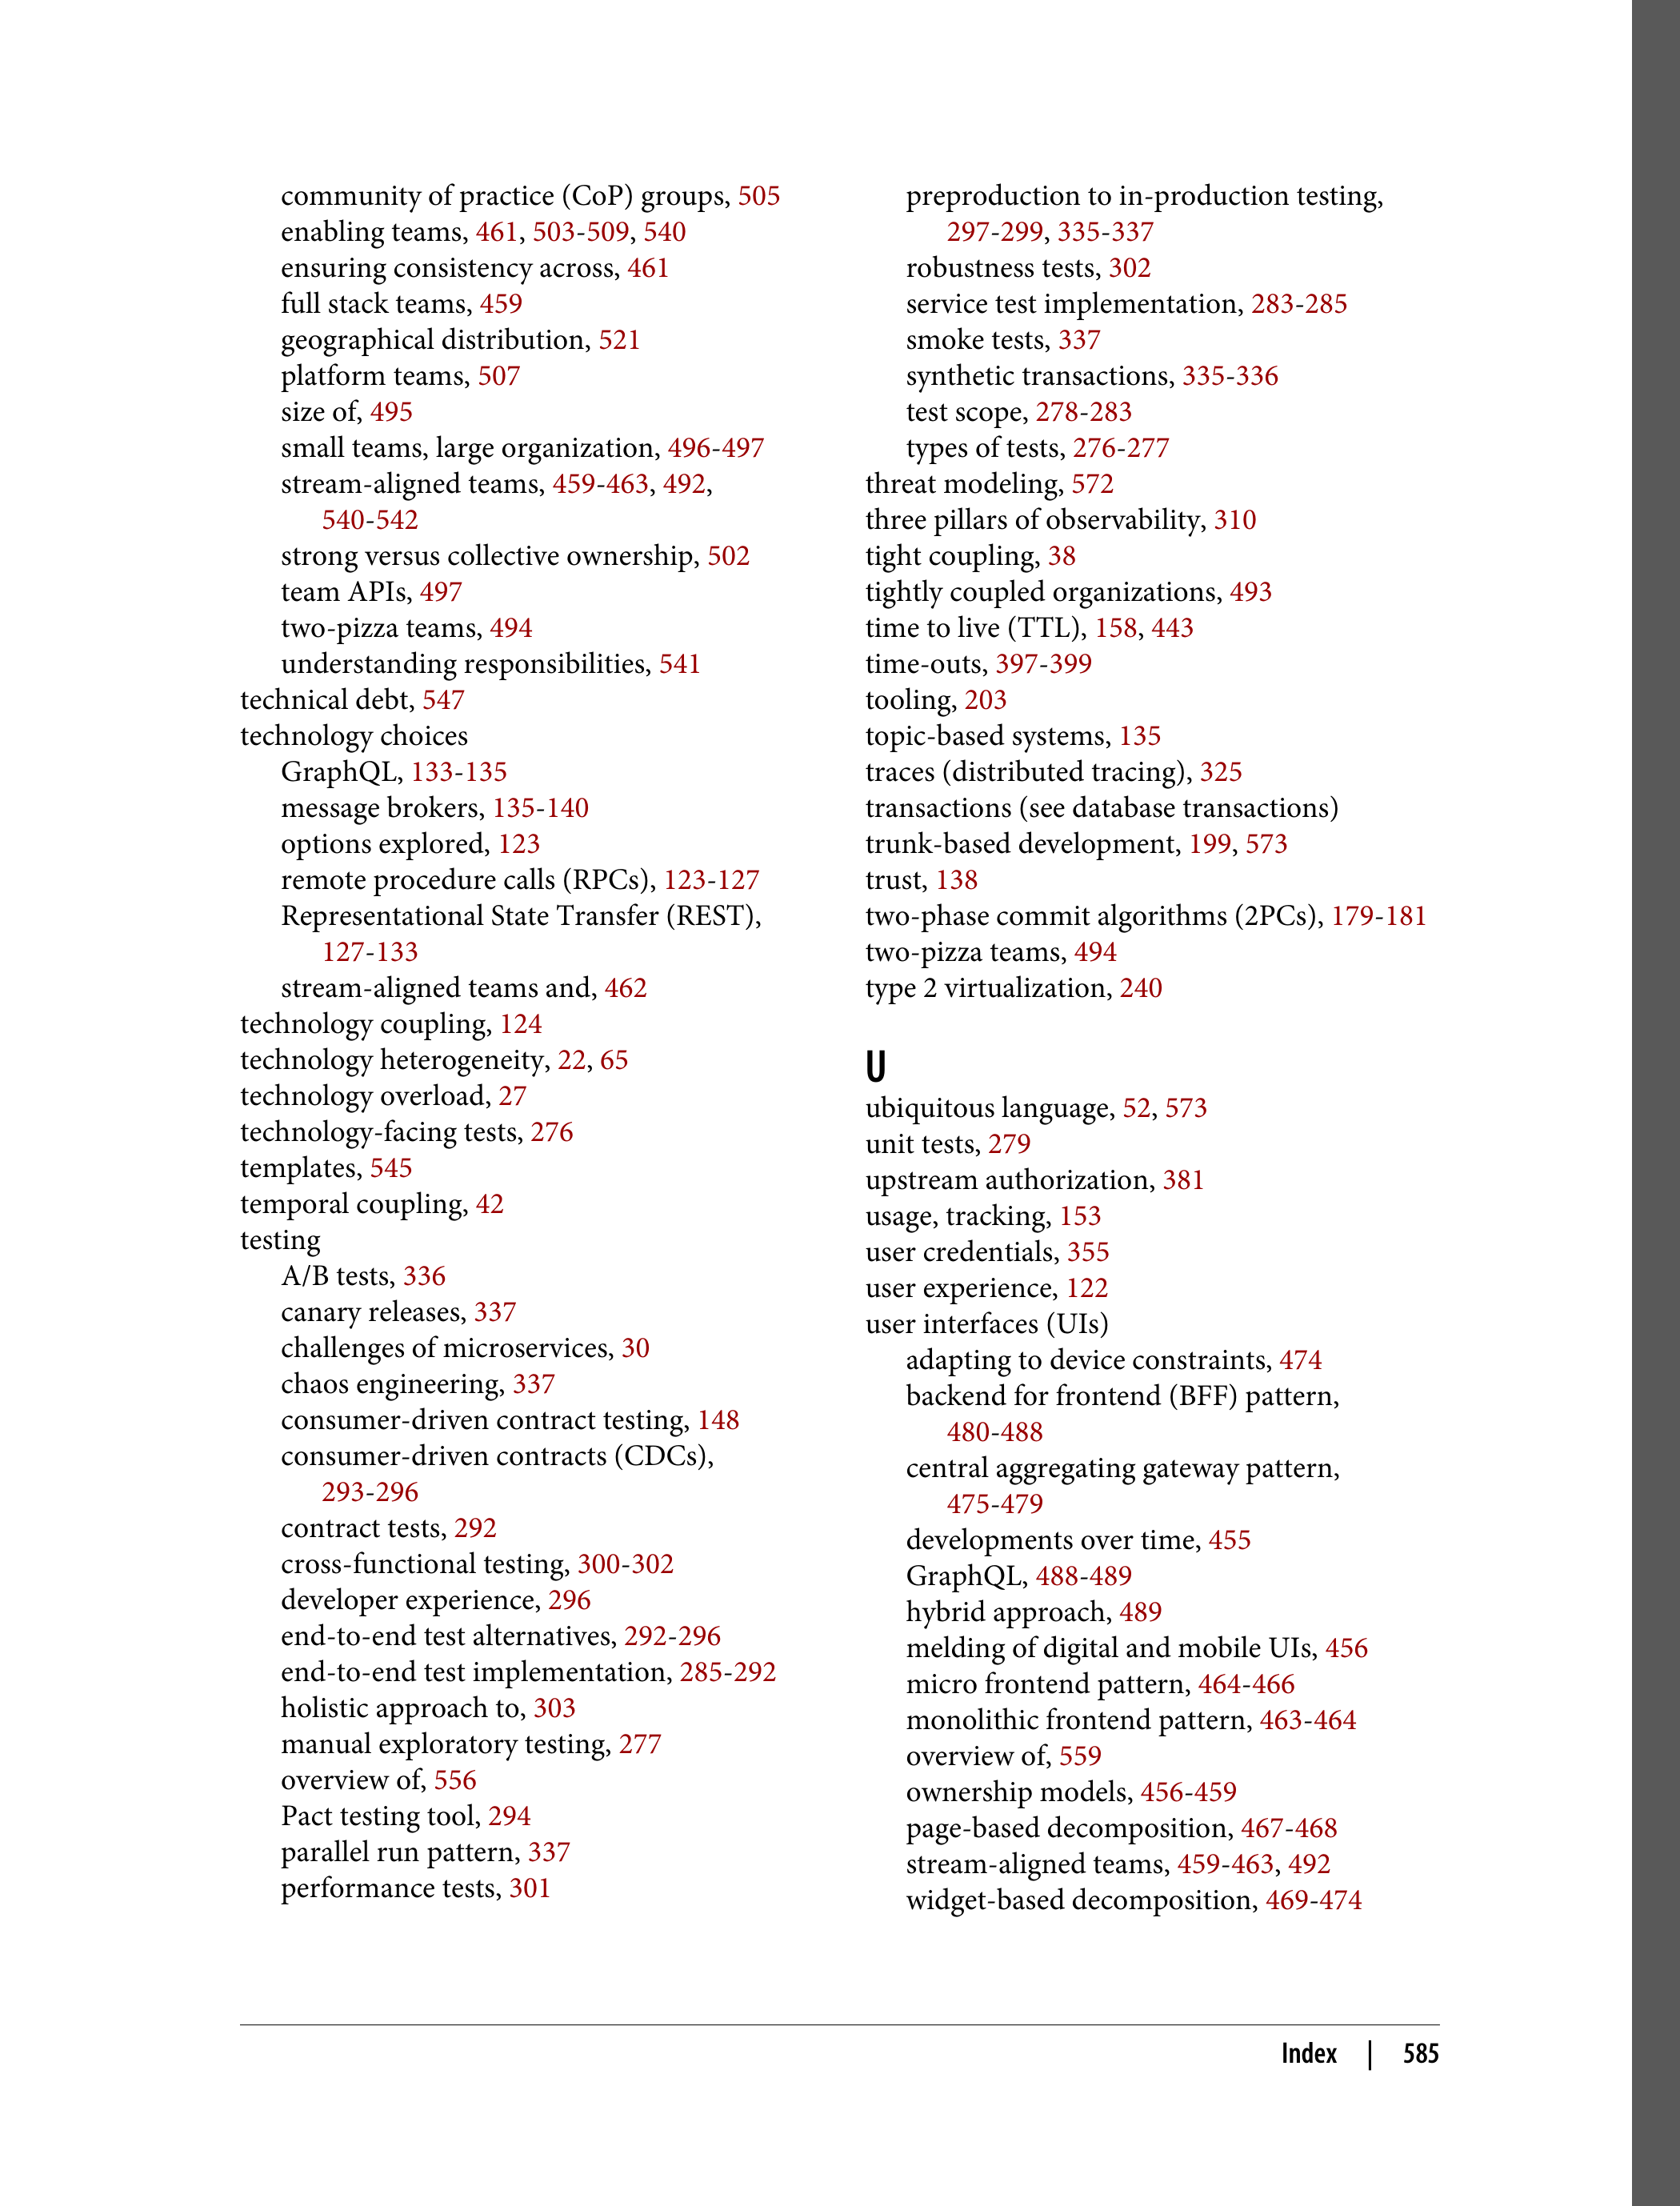 community of practice (CoP) groups, 505
enabling teams, 461, 503-509, 540
ensuring consistency across, 461
full stack teams, 459
geographical distribution, 521
platform teams, 507
size of, 495
small teams, large organization, 496-497
stream-aligned teams, 459-463, 492,
540-542
strong versus collective ownership, 502
team APIs, 497
two-pizza teams, 494
understanding responsibilities, 541
technical debt, 547
technology choices
GraphQL, 133-135
message brokers, 135-140
options explored, 123
remote procedure calls (RPCs), 123-127
Representational State Transfer (REST),
127-133
stream-aligned teams and, 462
technology coupling, 124
technology heterogeneity, 22, 65
technology overload, 27
technology-facing tests, 276
templates, 545
temporal coupling, 42
testing
A/B tests, 336
canary releases, 337
challenges of microservices, 30
chaos engineering, 337
consumer-driven contract testing, 148
consumer-driven contracts (CDCs),
293-296
contract tests, 292
cross-functional testing, 300-302
developer experience, 296
end-to-end test alternatives, 292-296
end-to-end test implementation, 285-292
holistic approach to, 303
manual exploratory testing, 277
overview of, 556
Pact testing tool, 294
parallel run pattern, 337
performance tests, 301
preproduction to in-production testing,
297-299, 335-337
robustness tests, 302
service test implementation, 283-285
smoke tests, 337
synthetic transactions, 335-336
test scope, 278-283
types of tests, 276-277
threat modeling, 572
three pillars of observability, 310
tight coupling, 38
tightly coupled organizations, 493
time to live (TTL), 158, 443
time-outs, 397-399
tooling, 203
topic-based systems, 135
traces (distributed tracing), 325
transactions (see database transactions)
trunk-based development, 199, 573
trust, 138
two-phase commit algorithms (2PCs), 179-181
two-pizza teams, 494
type 2 virtualization, 240
U
ubiquitous language, 52, 573
unit tests, 279
upstream authorization, 381
usage, tracking, 153
user credentials, 355
user experience, 122
user interfaces (UIs)
adapting to device constraints, 474
backend for frontend (BFF) pattern,
480-488
central aggregating gateway pattern,
475-479
developments over time, 455
GraphQL, 488-489
hybrid approach, 489
melding of digital and mobile UIs, 456
micro frontend pattern, 464-466
monolithic frontend pattern, 463-464
overview of, 559
ownership models, 456-459
page-based decomposition, 467-468
stream-aligned teams, 459-463, 492
widget-based decomposition, 469-474
Index | 585